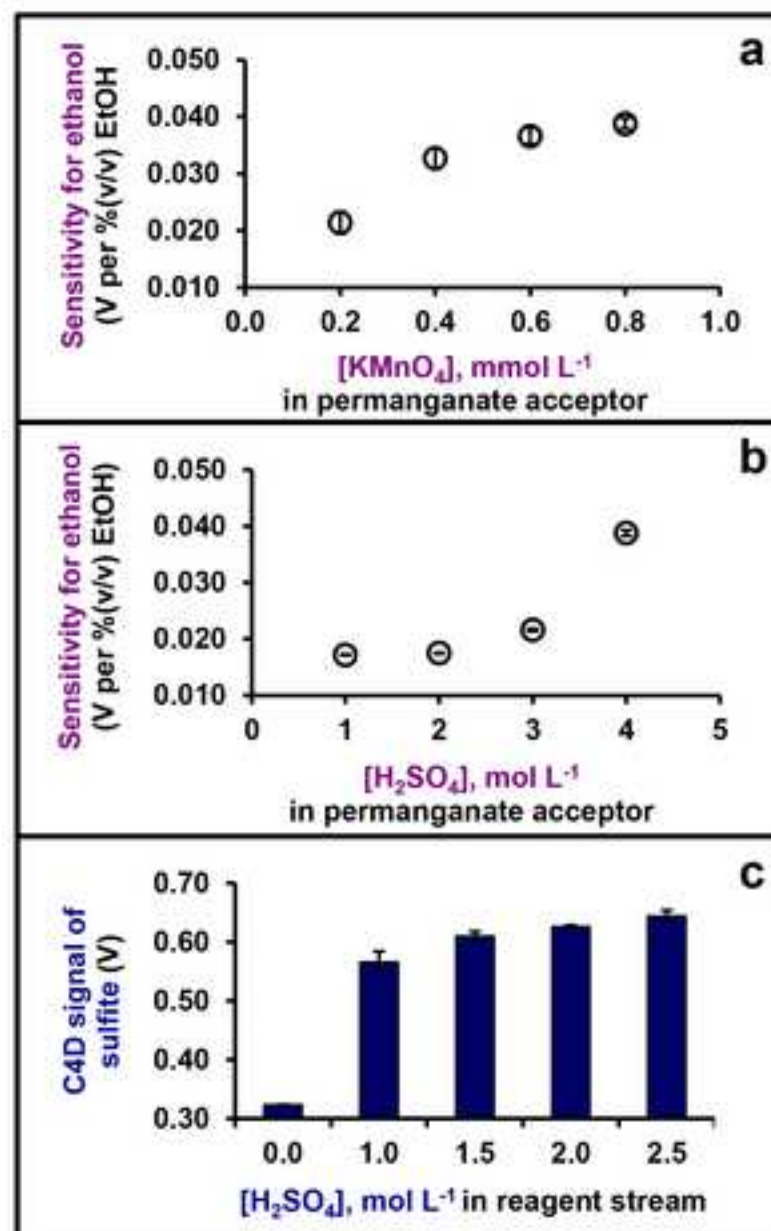 a
Sensitivity for ethanol
(V per %(v/v) EtOH
0.050
0.040
0.030
0.020
0.010
0.0 0.2 0.4 0.6 0.8 1.0
[KMnO₄], mmol L⁻¹
in permanganate acceptor
b
Sensitivity for ethanol
(V per %(v/v) EtOH)
0.050
0.040
0.030
0.020
0.010
0 1 2 3 4 5
[H₂SO₄], mol L⁻¹
in permanganate acceptor
c
C4D signal of
sulfite (V)
0.70
0.60
0.50
0.40
0.30
0.0 1.0 1.5 2.0 2.5
[H₂SO₄], mol L⁻¹ in reagent stream